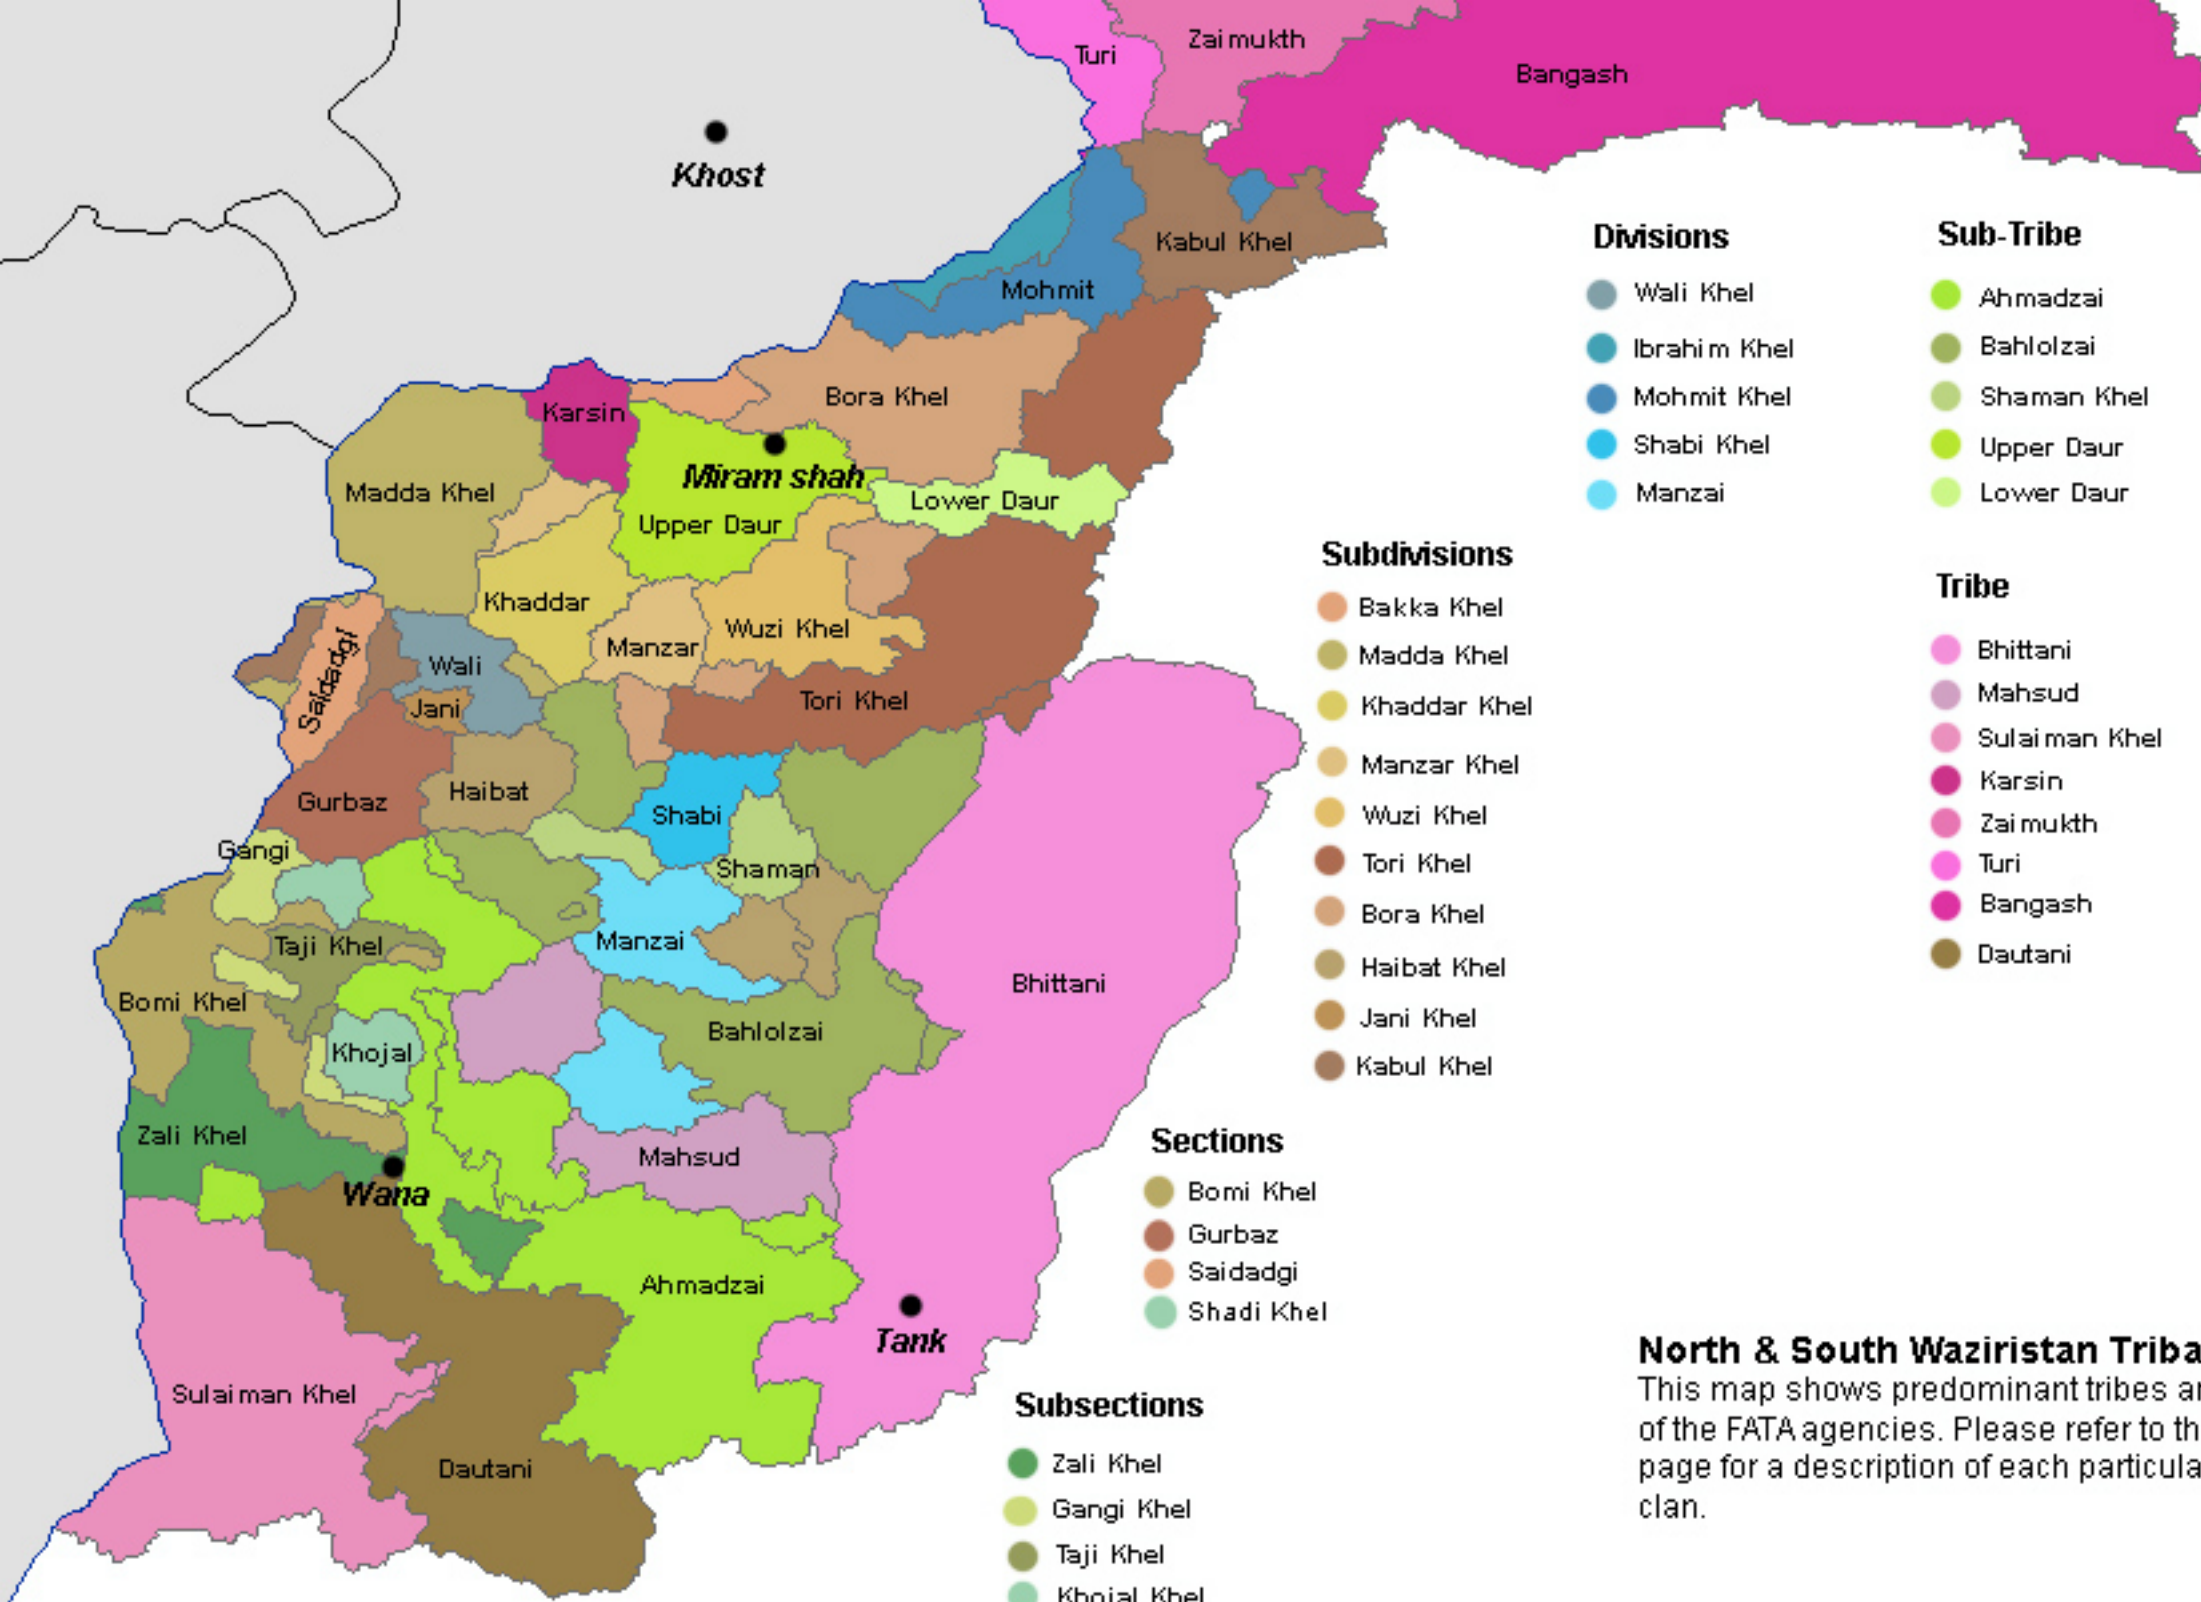 Turi
Zaimukth
Bangash
Khost
Kabul Khel
Mohmit
Karsin
Bora Khel
Madda Khel
Miram shah
Lower Daur
Upper Daur
Khaddar
Manzar
Wuzi Khel
Saidadgi
Wali
Jani
Tori Khel
Gurbaz
Haibat
Shabi
Gangi
Shaman
Taji Khel
Manzai
Bomi Khel
Bhittani
Khojal
Bahlolzai
Zali Khel
Mahsud
Wana
Ahmadzai
Tank
Sulaiman Khel
Dautani
Divisions
Wali Khel
Ibrahim Khel
Mohmit Khel
Shabi Khel
Manzai
Sub-Tribe
Ahmadzai
Bahlolzai
Shaman Khel
Upper Daur
Lower Daur
Subdivisions
Bakka Khel
Madda Khel
Khaddar Khel
Manzar Khel
Wuzi Khel
Tori Khel
Bora Khel
Haibat Khel
Jani Khel
Kabul Khel
Tribe
Bhittani
Mahsud
Sulaiman Khel
Karsin
Zaimukth
Turi
Bangash
Dautani
Sections
Bomi Khel
Gurbaz
Saidadgi
Shadi Khel
Subsections
Zali Khel
Gangi Khel
Taji Khel
Khojal Khel
North & South Waziristan Triba
This map shows predominant tribes ar
of the FATA agencies. Please refer to th
page for a description of each particula
clan.